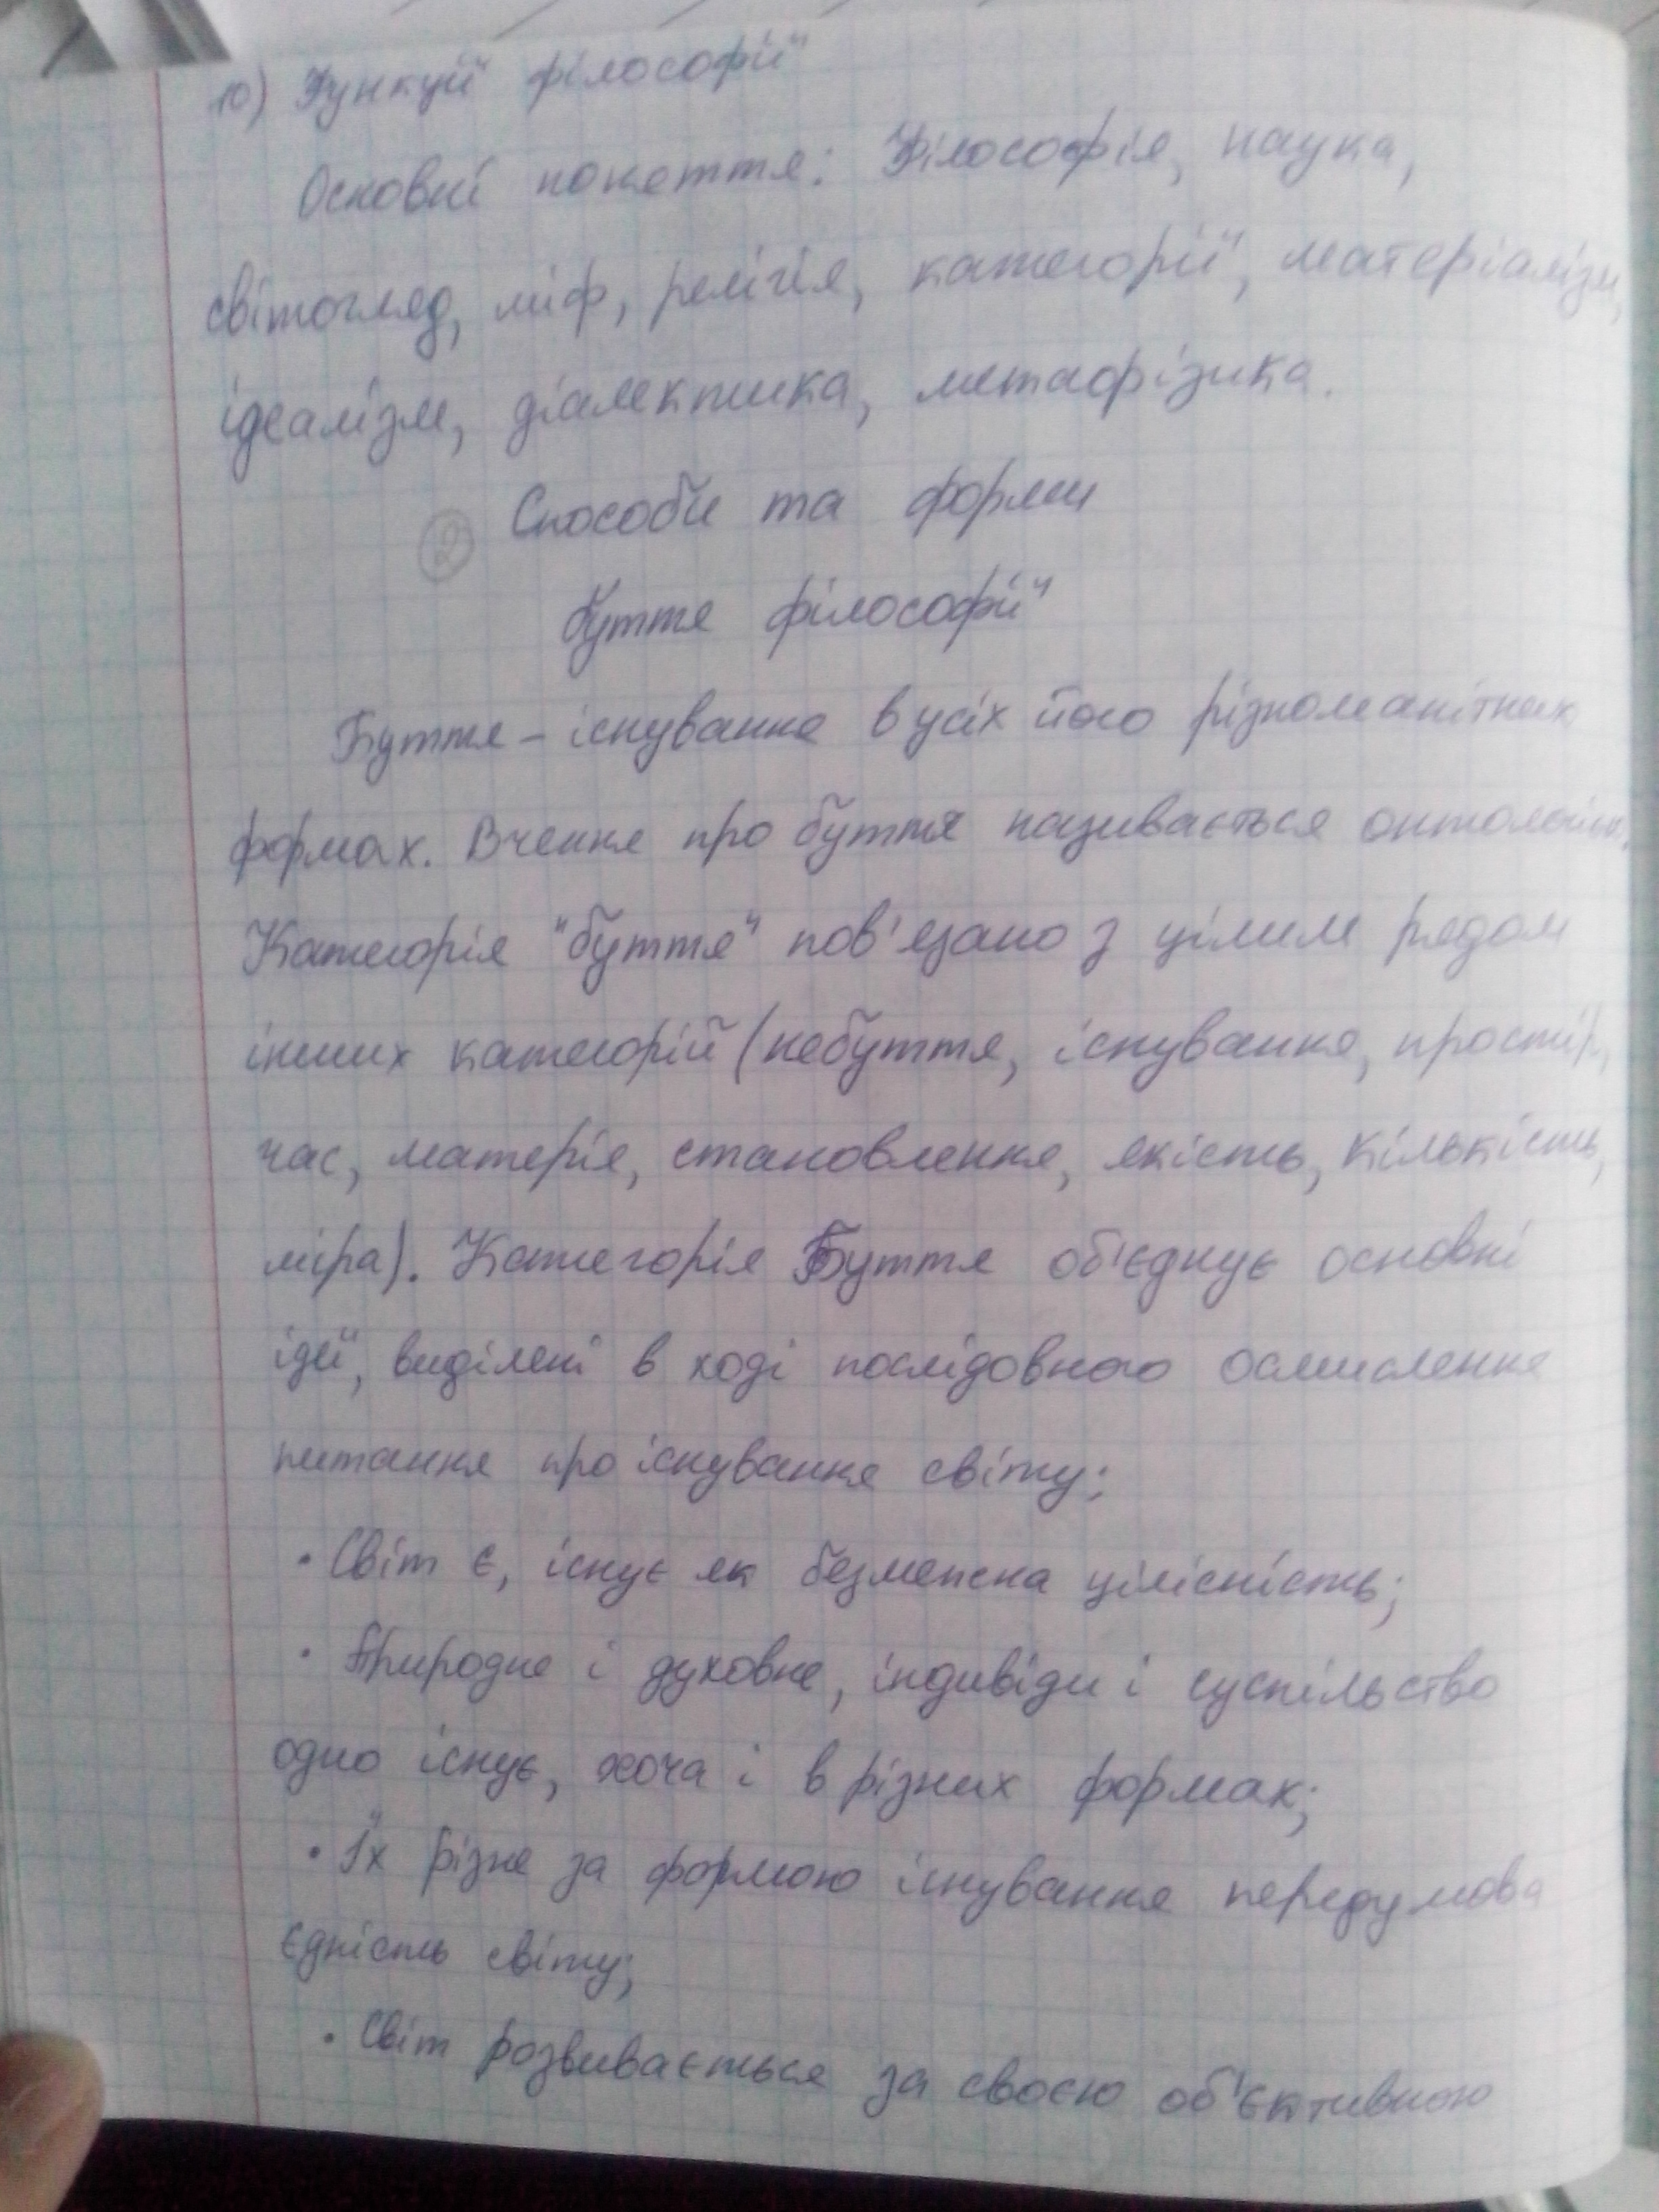 10) Функції філософії
Основні поняття: Філософія, наука,
світогляд, міф, релігія, категорії, матеріалізм,
ідеалізм, діалектика, метафізика.
② Способи та форми
буття філософії
Буття – існування в усіх його різноманітних
формах. Вчення про буття називається
Категорія "буття" пов'язано з цілим рядом
інших категорій (небуття, існування, простір,
час, матерія, становлення, якість, кількість,
міра). Категорія Буття об'єднує основні
ідеї, виділені в ході послідовного осмислення
питання про існування світу:
• Світ є, існує як безмежна цілісність;
• Природне і духовне, індивіди і суспільство
одно існує, хоча і в різних формах;
• Їх різне за формою існування передумова
єдність світу;
• Світ розвивається за своєю об'єктивною